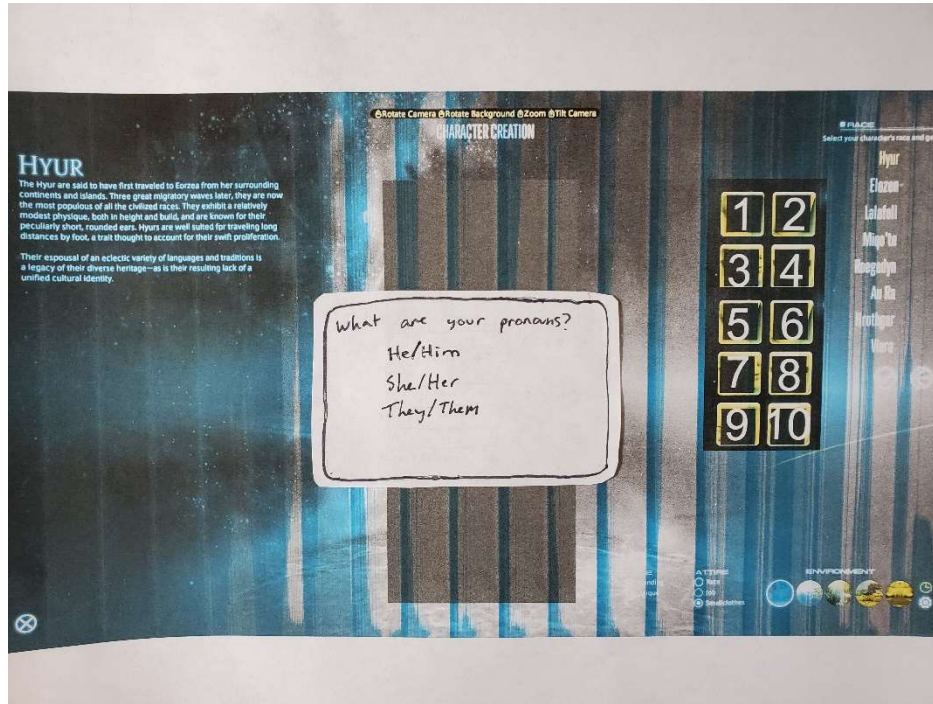 Rotate Camera Rotate Background Zoom Tilt Camera
CHARACTER CREATION
HYUR
The Hyur are said to have first traveled to Eorzea from her surrounding
continents and islands. Three great migratory waves later, they are now
the most populous of all the civilized races. They exhibit a relatively
modest physique, both in height and build, and are known for their
peculiarly short, rounded ears. Hyurs are well suited for traveling long
distances by foot, a trait thought to account for their swift proliferation.
Their espousal of an eclectic variety of languages and traditions is
a legacy of their diverse heritage—as is their resulting lack of a
unified cultural identity.
What are your pronouns?
He/Him
She/Her
They/Them
1 2
3 4
5 6
7 8
9 10
RACE
Select your character's race and
Hyur
Elezen
Lalafell
Miqo'te
Roegadyn
Au Ra
Hrothgar
Viera
ATTIRE
Race
Job
Smallclothes
ENVIRONMENT